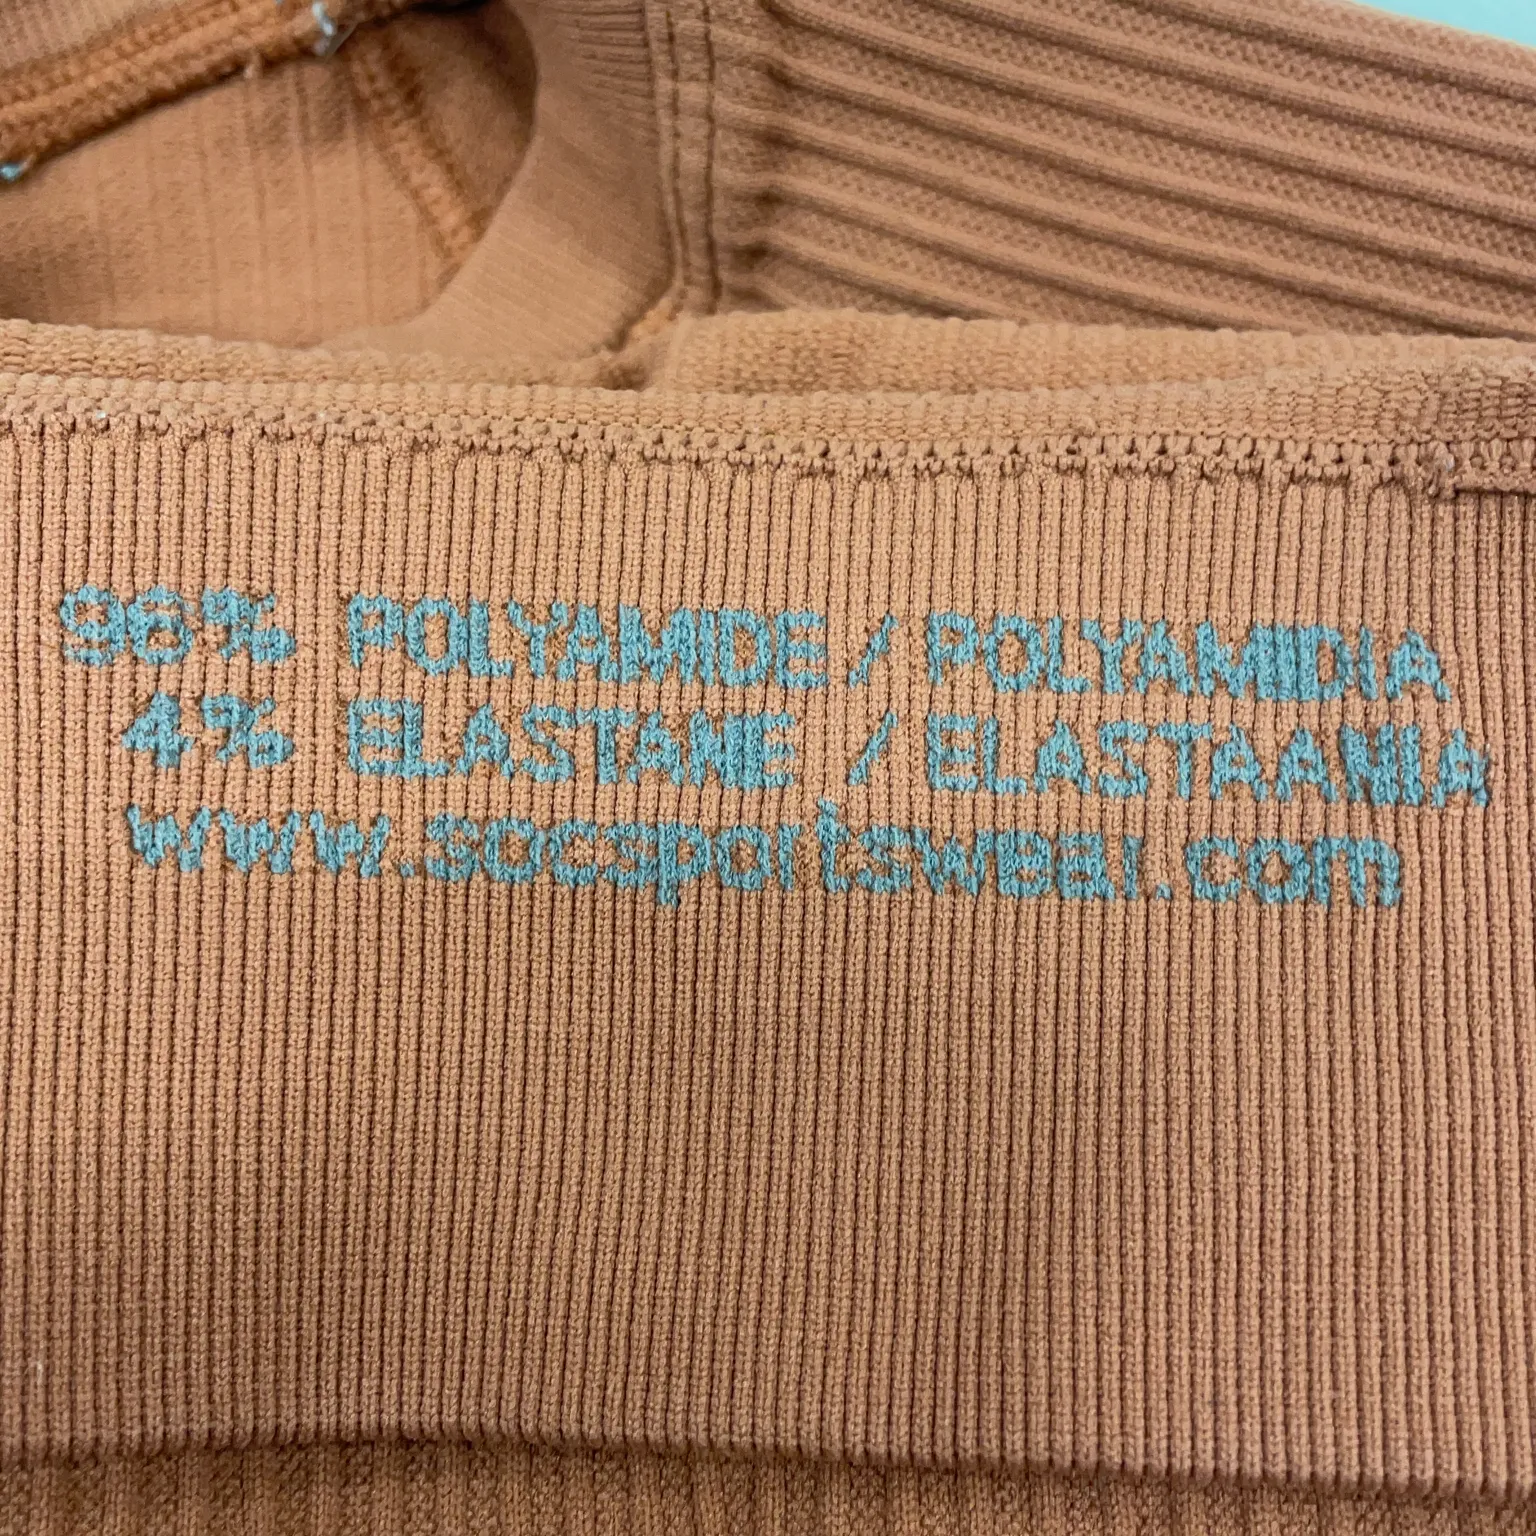 96% POLYAMIDE / POLYAMIDIA
4% ELASTANE / ELASTAANIA
www.socsportswear.com